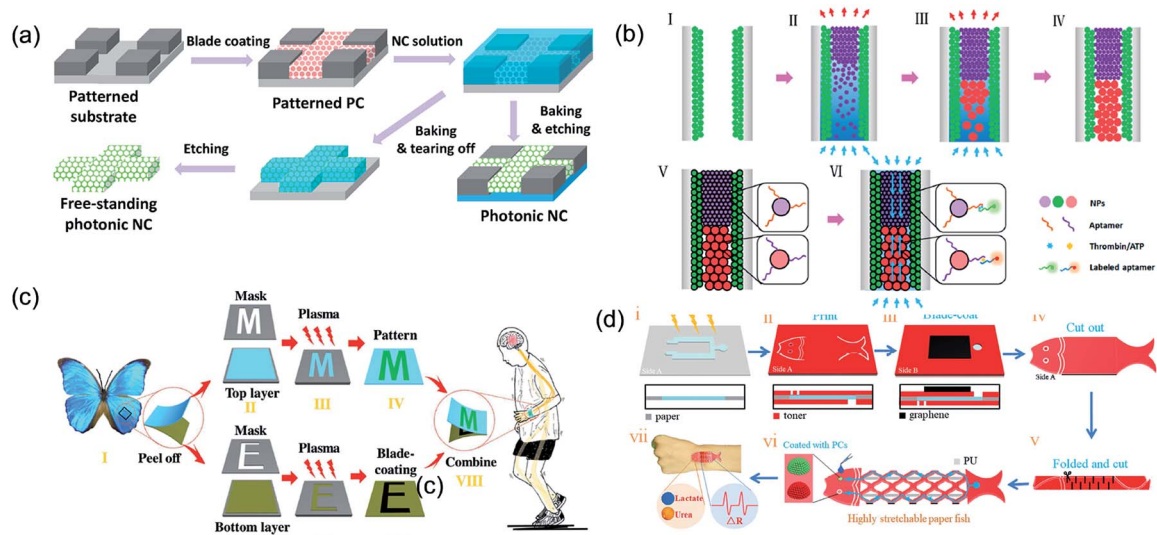 (a)
Blade coating
NC solution
Patterned
substrate
Patterned PC
Baking
& etching
Baking
& tearing off
Etching
Free-standing
photonic NC
Photonic NC
(b)
I
II
III
IV
V
VI
NPs
Aptamer
Thrombin/ATP
Labeled aptamer
(c)
Mask
M
Plasma
M
Pattern
M
Top layer
II
III
IV
I
Peel off
Mask
E
Plasma
E
Blade-
coating
E
Bottom layer
M
Combine
VIII
(c)
(d)
i
Side A
paper
ii
Print
Side A
toner
iii
Blade-coat
Side B
graphene
iv
Cut out
Side A
v
Folded and cut
vi
Coated with PCs
PU
Highly stretchable paper fish
vii
Lactate
Urea
ΔR